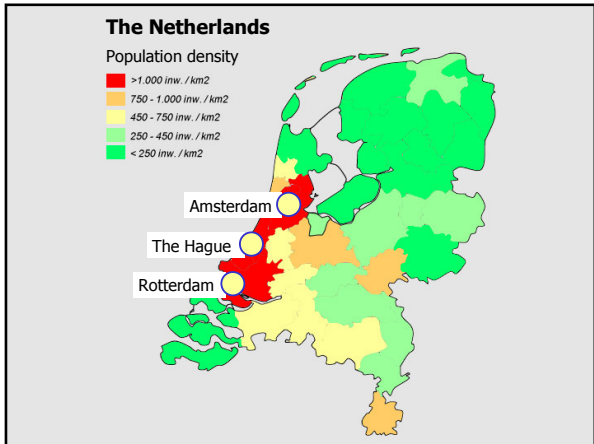 The Netherlands
Population density
>1.000 inw. / km2
750 - 1.000 inw. / km2
450 - 750 inw. / km2
250 - 450 inw. / km2
< 250 inw. / km2
Amsterdam
The Hague
Rotterdam